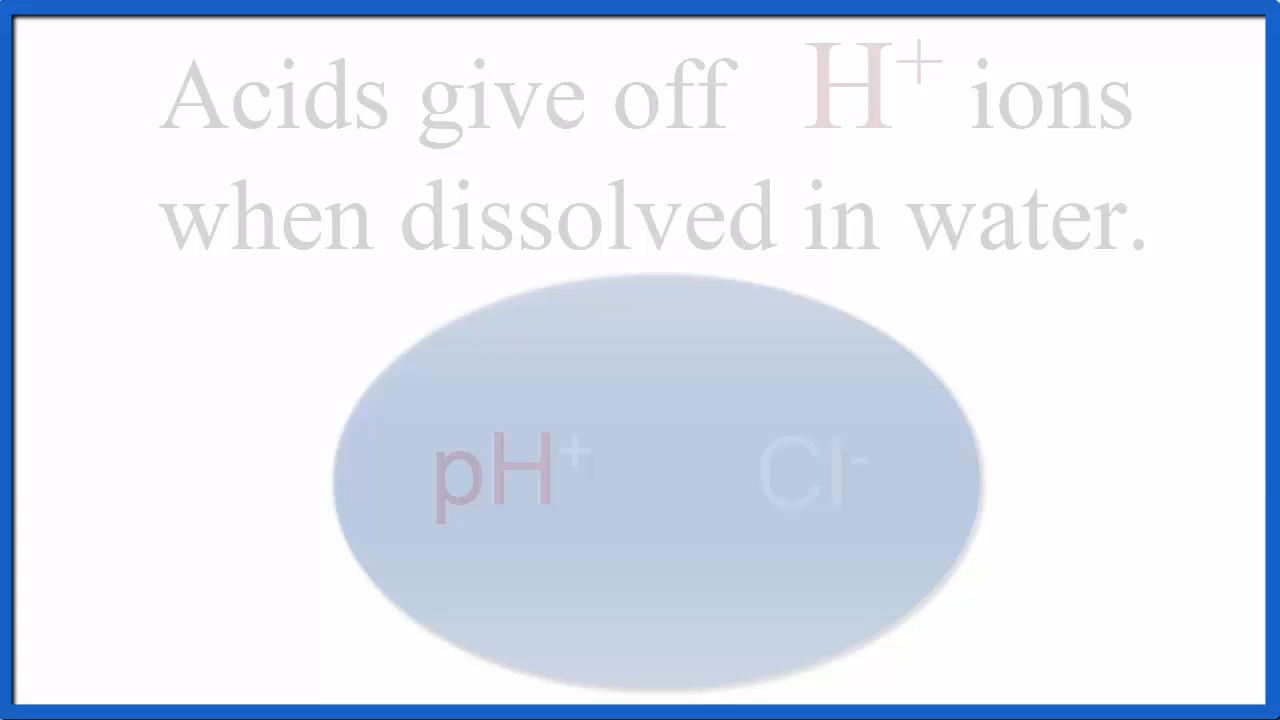 Acids give off H⁺ ions
when dissolved in water.
pH⁺ Cl⁻